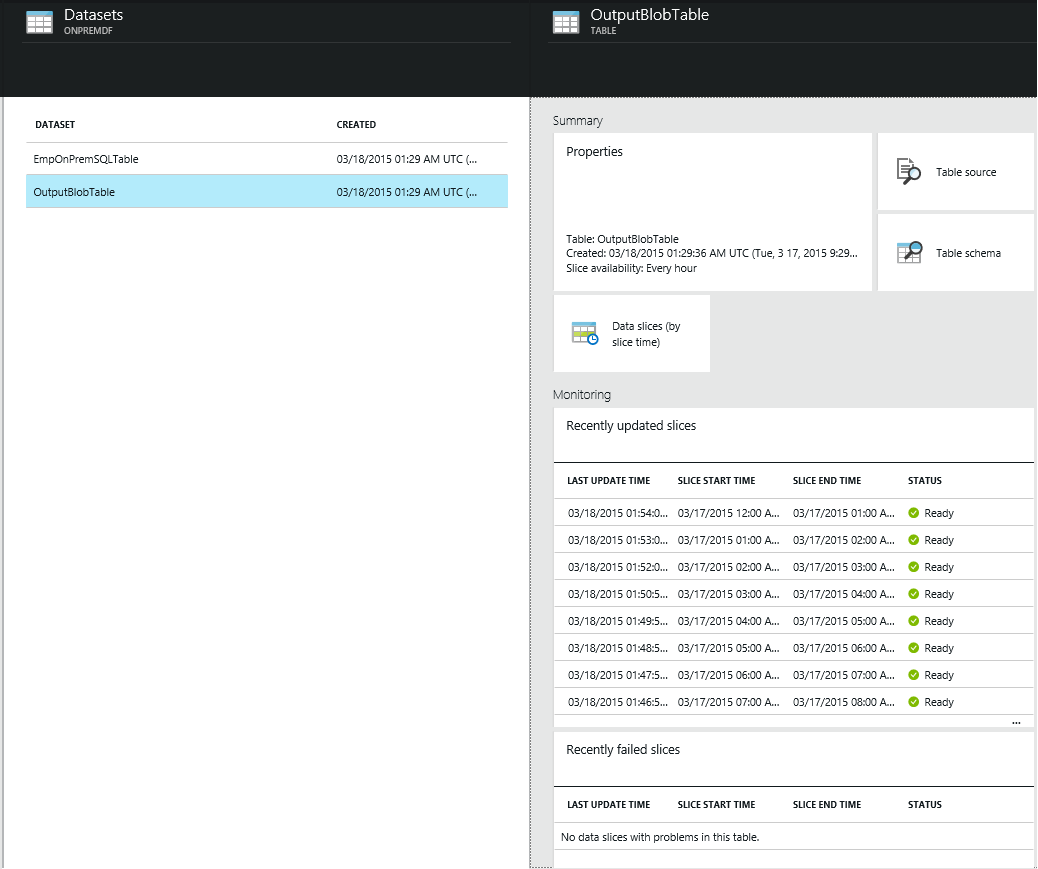 Datasets
ONPREMDF
DATASET CREATED
EmpOnPremSQLTable 03/18/2015 01:29 AM UTC (...
OutputBlobTable 03/18/2015 01:29 AM UTC (...
OutputBlobTable
TABLE
Summary
Properties
Table: OutputBlobTable
Created: 03/18/2015 01:29:36 AM UTC (Tue, 3 17, 2015 9:29...
Slice availability: Every hour
Table source
Table schema
Data slices (by
slice time)
Monitoring
Recently updated slices
LAST UPDATE TIME SLICE START TIME SLICE END TIME STATUS
03/18/2015 01:54:0... 03/17/2015 12:00 A... 03/17/2015 01:00 A... Ready
03/18/2015 01:53:0... 03/17/2015 01:00 A... 03/17/2015 02:00 A... Ready
03/18/2015 01:52:0... 03/17/2015 02:00 A... 03/17/2015 03:00 A... Ready
03/18/2015 01:50:5... 03/17/2015 03:00 A... 03/17/2015 04:00 A... Ready
03/18/2015 01:49:5... 03/17/2015 04:00 A... 03/17/2015 05:00 A... Ready
03/18/2015 01:48:5... 03/17/2015 05:00 A... 03/17/2015 06:00 A... Ready
03/18/2015 01:47:5... 03/17/2015 06:00 A... 03/17/2015 07:00 A... Ready
03/18/2015 01:46:5... 03/17/2015 07:00 A... 03/17/2015 08:00 A... Ready
...
Recently failed slices
LAST UPDATE TIME SLICE START TIME SLICE END TIME STATUS
No data slices with problems in this table.